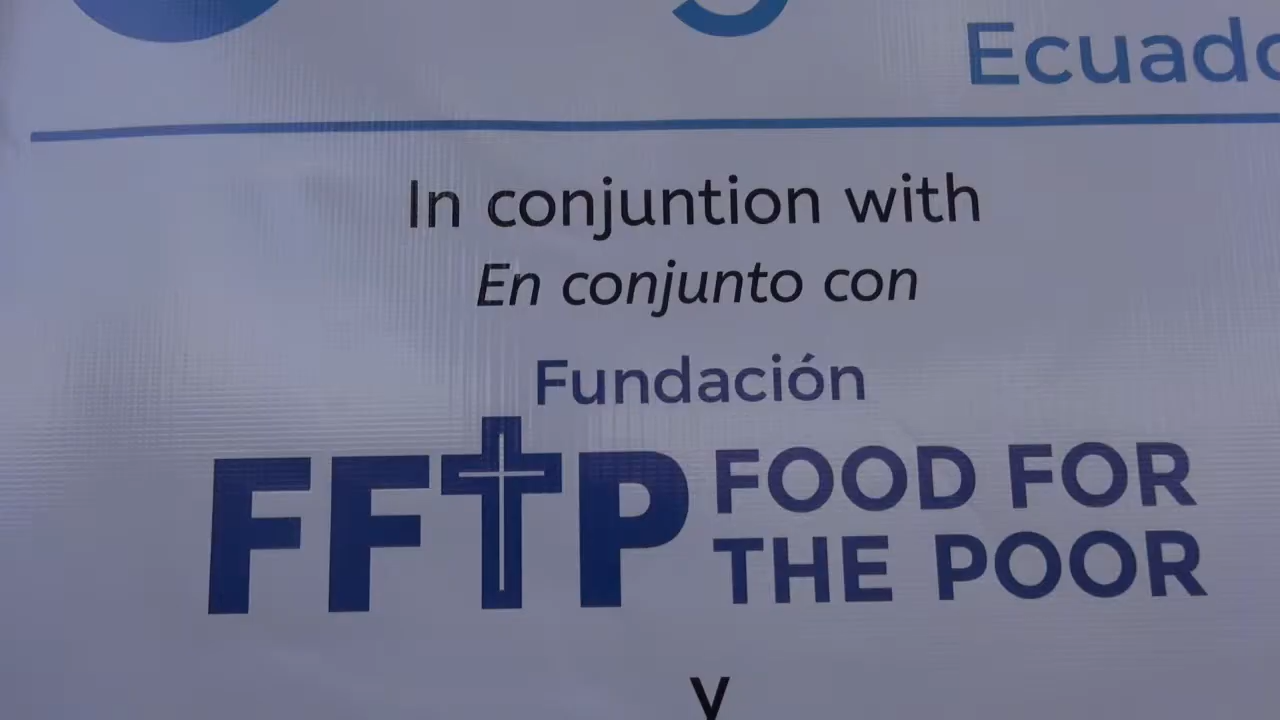 Ecuado
In conjuntion with
En conjunto con
Fundación
FFTP FOOD FOR
THE POOR
y